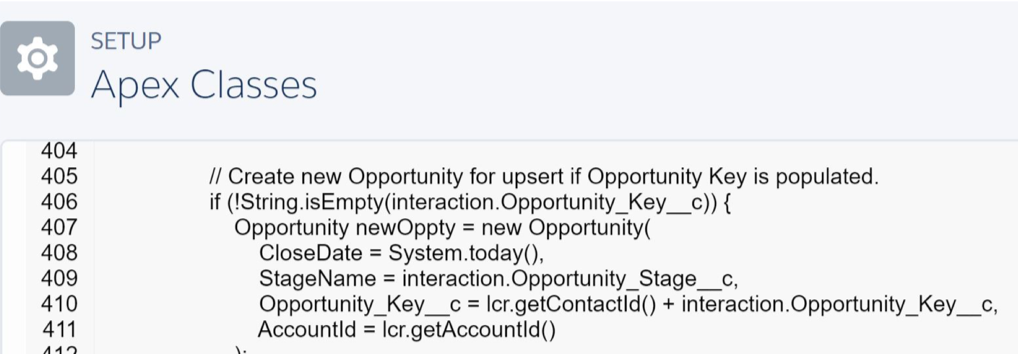 SETUP
Apex Classes
404
405 // Create new Opportunity for upsert if Opportunity Key is populated.
406 if (!String.isEmpty(interaction.Opportunity_Key__c)) {
407 Opportunity newOppty = new Opportunity(
408 CloseDate = System.today(),
409 StageName = interaction.Opportunity_Stage__c,
410 Opportunity_Key__c = lcr.getContactId() + interaction.Opportunity_Key__c,
411 AccountId = lcr.getAccountId()
412 );